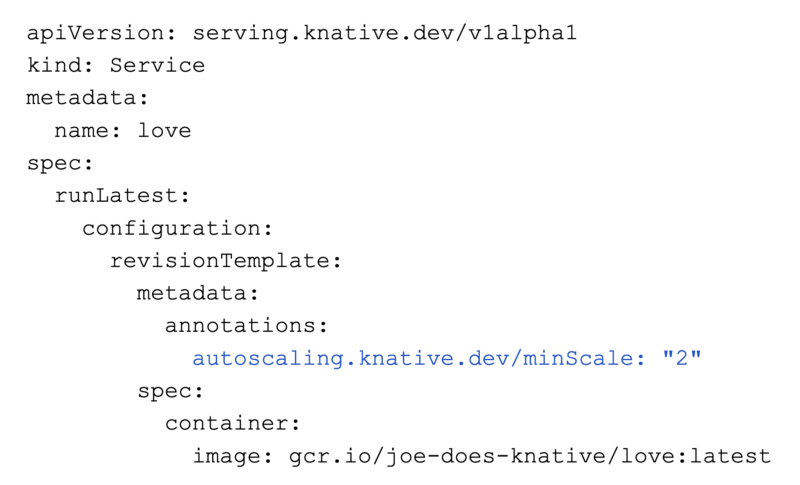 apiVersion: serving.knative.dev/v1alpha1
kind: Service
metadata:
  name: love
spec:
  runLatest:
    configuration:
      revisionTemplate:
        metadata:
          annotations:
            autoscaling.knative.dev/minScale: "2"
        spec:
          container:
            image: gcr.io/joe-does-knative/love:latest